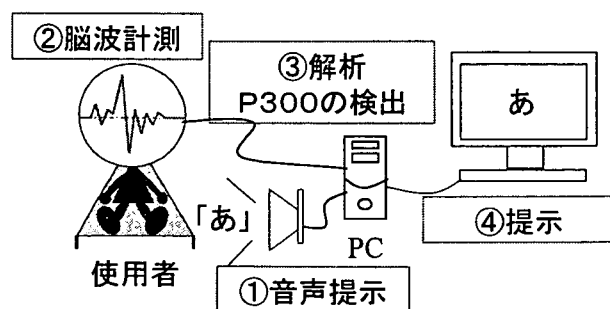 ②脳波計測
③解析
P300の検出
あ
「あ」
PC
④提示
使用者
①音声提示